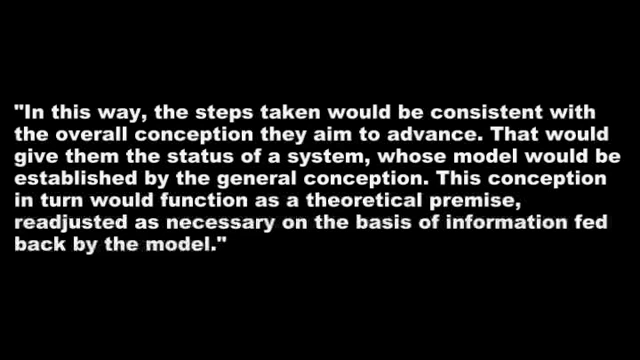 "In this way, the steps taken would be consistent with
the overall conception they aim to advance. That would
give them the status of a system, whose model would be
established by the general conception. This conception
in turn would function as a theoretical premise,
readjusted as necessary on the basis of information fed
back by the model."